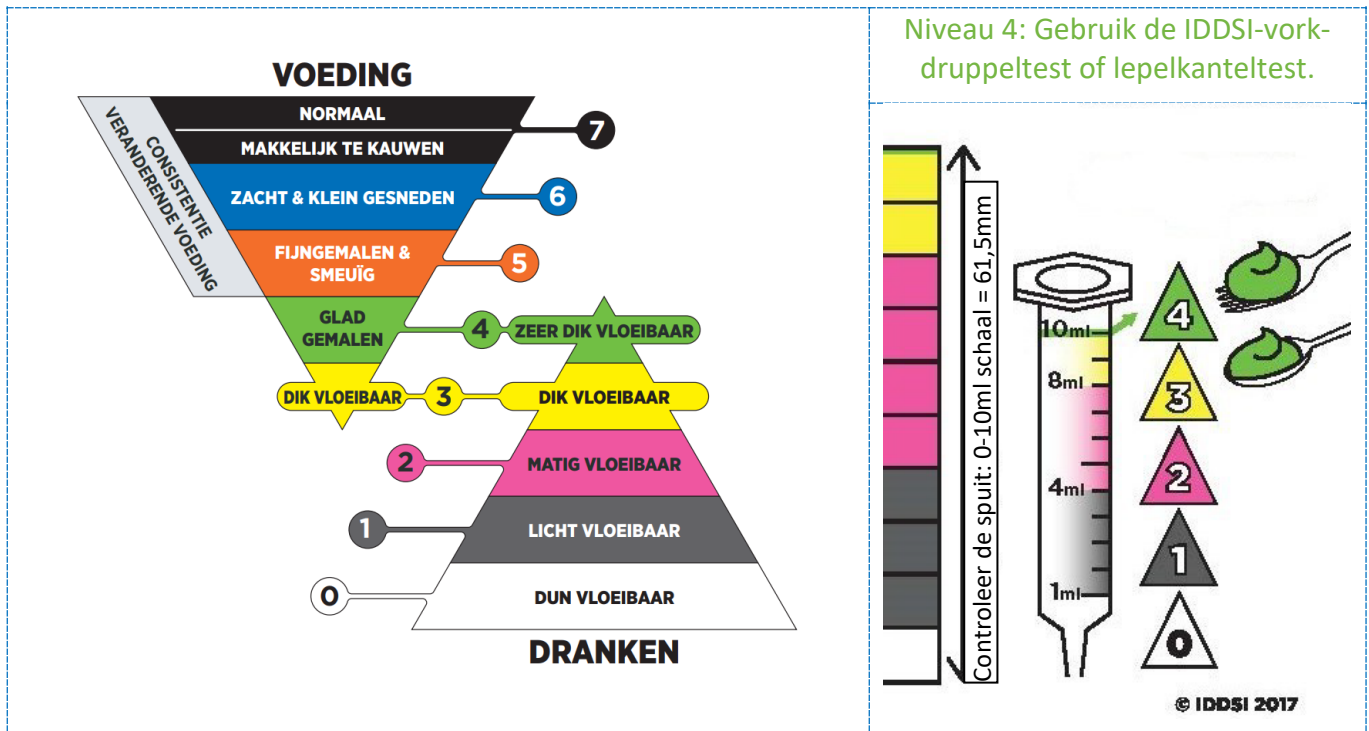 VOEDING
NORMAAL
MAKKELIJK TE KAUWEN
7
ZACHT & KLEIN GESNEDEN
6
FIJNGEMALEN &
SMEUÏG
5
CONSISTENTIE
VERANDERENDE VOEDING
GLAD
GEMALEN
4
ZEER DIK VLOEIBAAR
DIK VLOEIBAAR
3
DIK VLOEIBAAR
2
MATIG VLOEIBAAR
1
LICHT VLOEIBAAR
0
DUN VLOEIBAAR
DRANKEN
Niveau 4: Gebruik de IDDSI-vork-
druppeltest of lepelkanteltest.
Controleer de spuit: 0-10ml schaal = 61,5mm
10ml
8ml
4ml
1ml
4
3
2
1
0
© IDDSI 2017